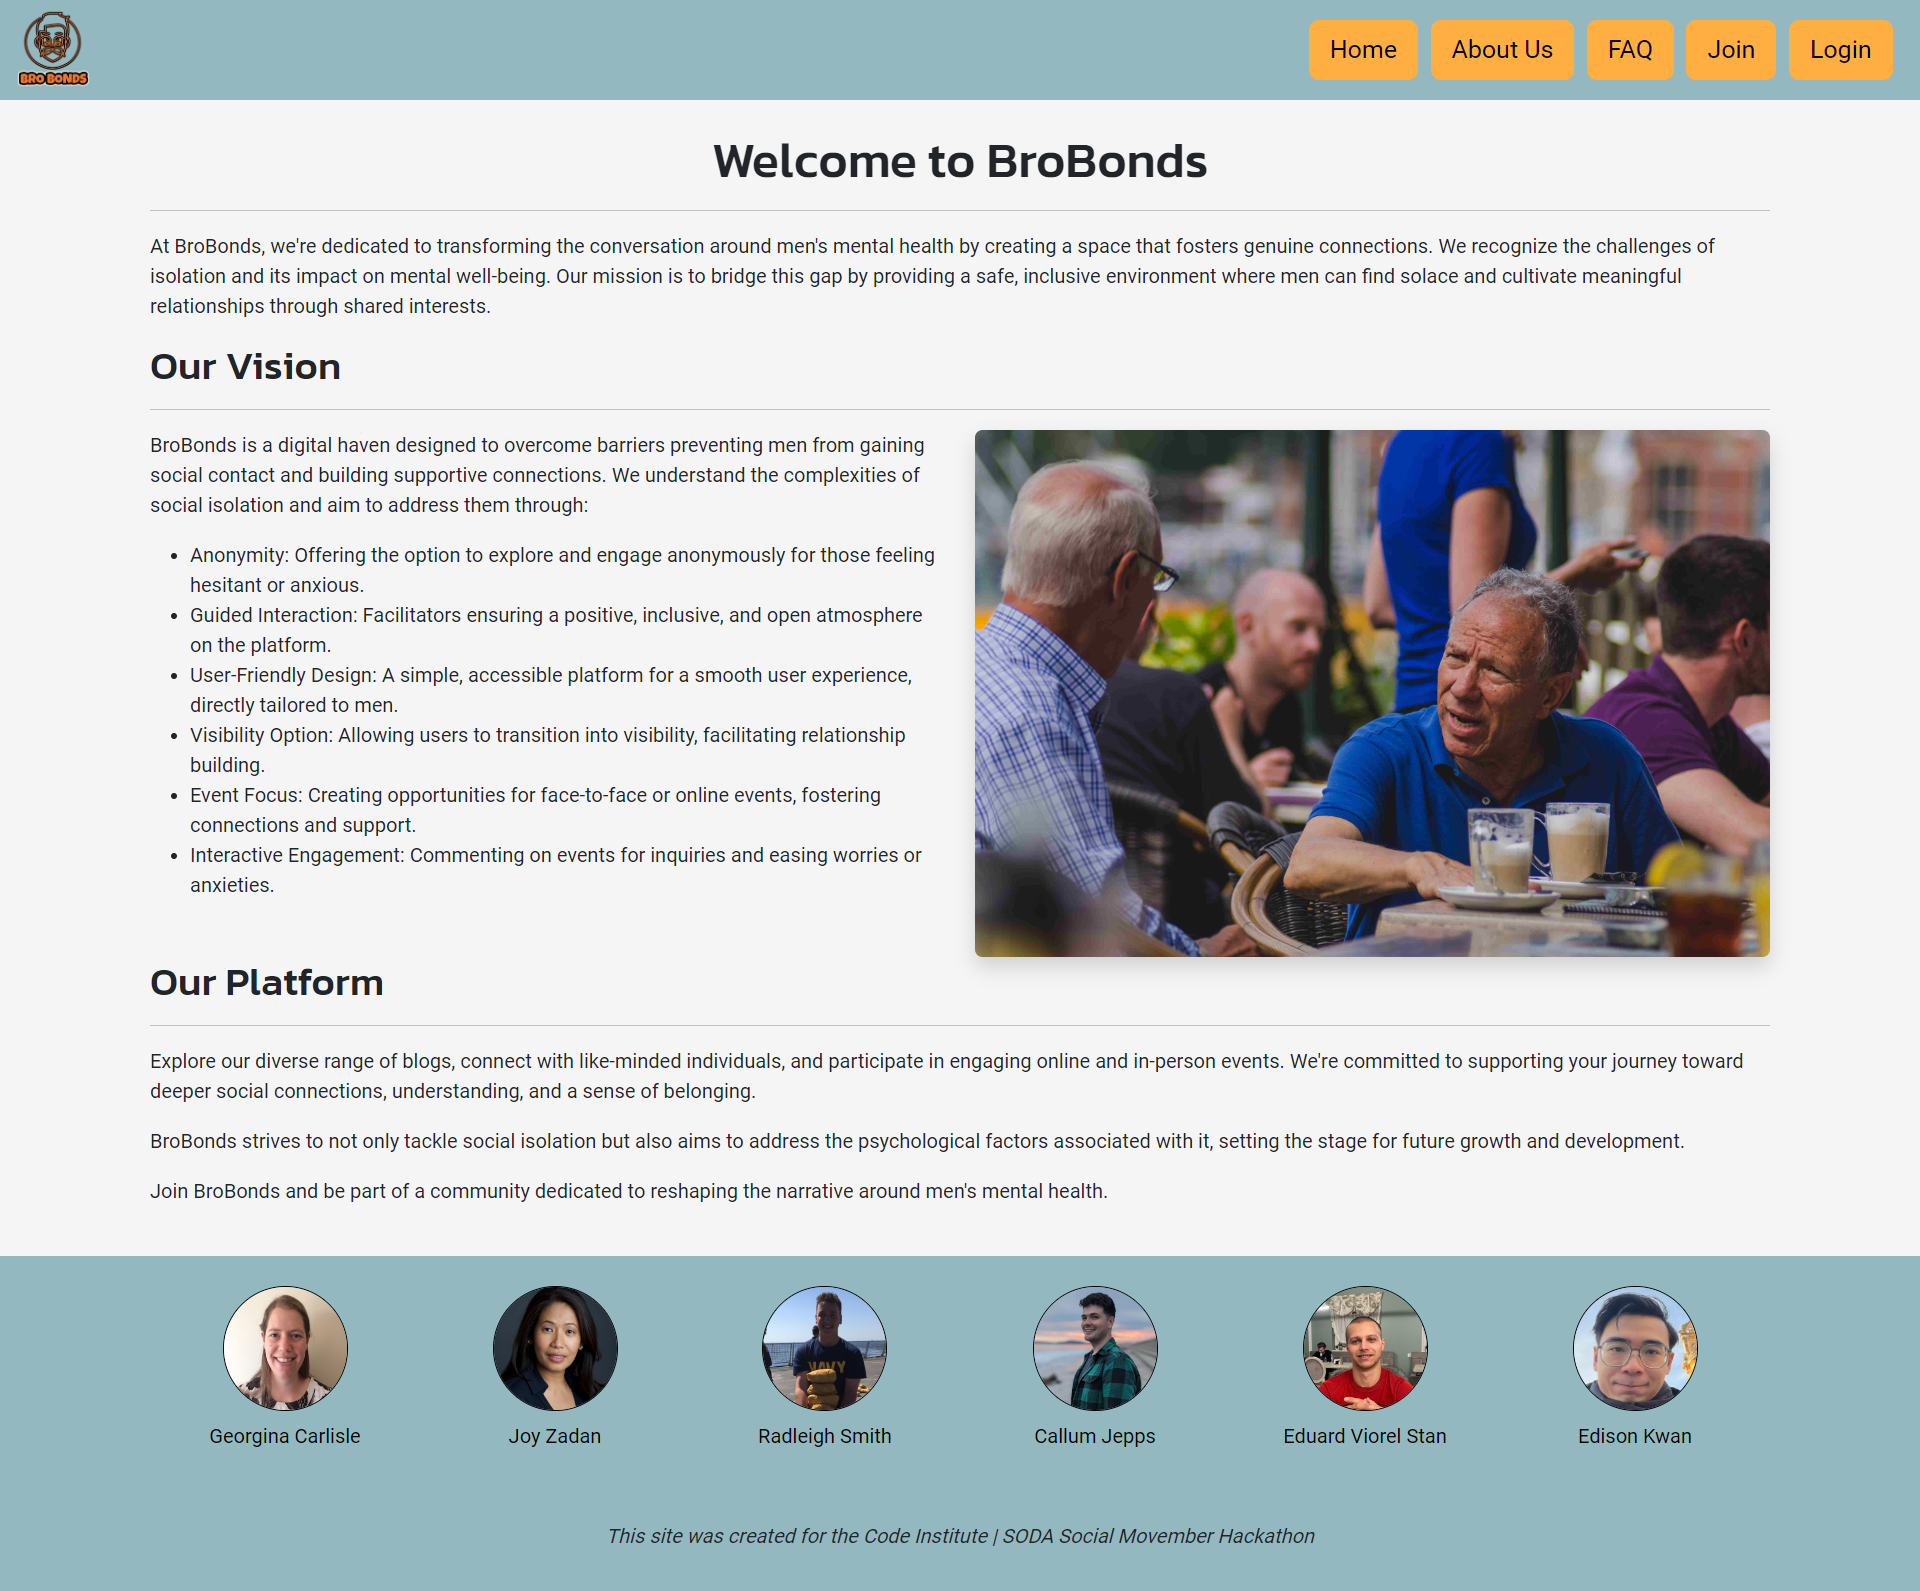 BRO BONDS
Home
About Us
FAQ
Join
Login
Welcome to BroBonds
At BroBonds, we're dedicated to transforming the conversation around men's mental health by creating a space that fosters genuine connections. We recognize the challenges of
isolation and its impact on mental well-being. Our mission is to bridge this gap by providing a safe, inclusive environment where men can find solace and cultivate meaningful
relationships through shared interests.
Our Vision
BroBonds is a digital haven designed to overcome barriers preventing men from gaining
social contact and building supportive connections. We understand the complexities of
social isolation and aim to address them through:
• Anonymity: Offering the option to explore and engage anonymously for those feeling
hesitant or anxious.
• Guided Interaction: Facilitators ensuring a positive, inclusive, and open atmosphere
on the platform.
• User-Friendly Design: A simple, accessible platform for a smooth user experience,
directly tailored to men.
• Visibility Option: Allowing users to transition into visibility, facilitating relationship
building.
• Event Focus: Creating opportunities for face-to-face or online events, fostering
connections and support.
• Interactive Engagement: Commenting on events for inquiries and easing worries or
anxieties.
Our Platform
Explore our diverse range of blogs, connect with like-minded individuals, and participate in engaging online and in-person events. We're committed to supporting your journey toward
deeper social connections, understanding, and a sense of belonging.
BroBonds strives to not only tackle social isolation but also aims to address the psychological factors associated with it, setting the stage for future growth and development.
Join BroBonds and be part of a community dedicated to reshaping the narrative around men's mental health.
NAVY
Georgina Carlisle
Joy Zadan
Radleigh Smith
Callum Jepps
Eduard Viorel Stan
Edison Kwan
This site was created for the Code Institute | SODA Social Movember Hackathon